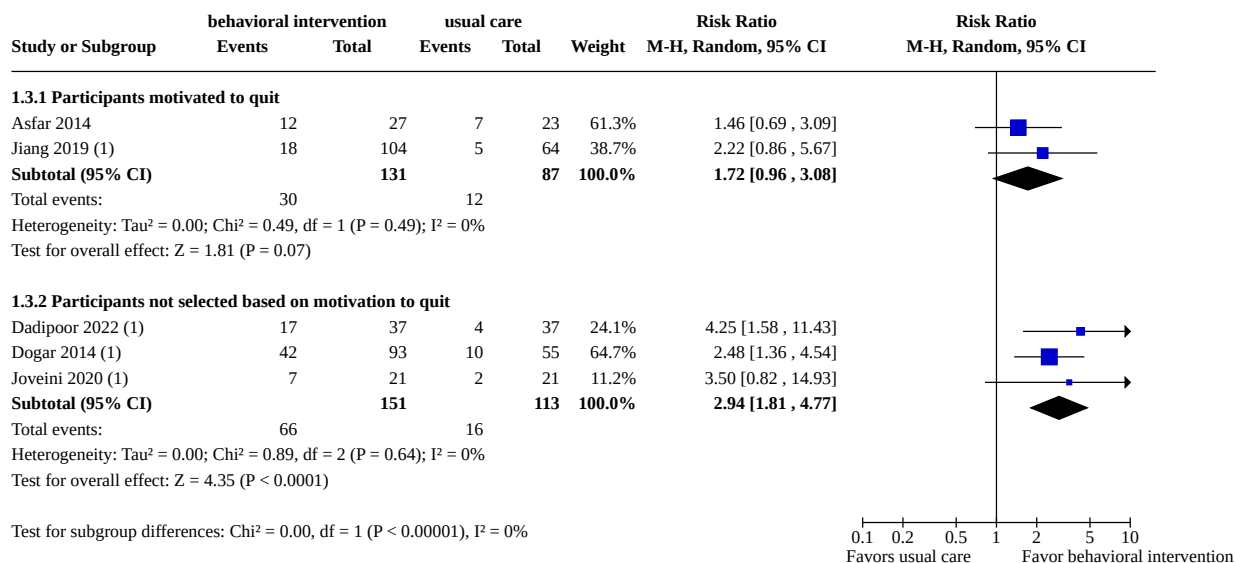 behavioral intervention usual care Risk Ratio Risk Ratio
Study or Subgroup Events Total Events Total Weight M-H, Random, 95% CI M-H, Random, 95% CI
1.3.1 Participants motivated to quit
Asfar 2014 12 27 7 23 61.3% 1.46 [0.69 , 3.09]
Jiang 2019 (1) 18 104 5 64 38.7% 2.22 [0.86 , 5.67]
Subtotal (95% CI) 131 87 100.0% 1.72 [0.96 , 3.08]
Total events: 30 12
Heterogeneity: Tau² = 0.00; Chi² = 0.49, df = 1 (P = 0.49); I² = 0%
Test for overall effect: Z = 1.81 (P = 0.07)
1.3.2 Participants not selected based on motivation to quit
Dadipoor 2022 (1) 17 37 4 37 24.1% 4.25 [1.58 , 11.43]
Dogar 2014 (1) 42 93 10 55 64.7% 2.48 [1.36 , 4.54]
Joveini 2020 (1) 7 21 2 21 11.2% 3.50 [0.82 , 14.93]
Subtotal (95% CI) 151 113 100.0% 2.94 [1.81 , 4.77]
Total events: 66 16
Heterogeneity: Tau² = 0.00; Chi² = 0.89, df = 2 (P = 0.64); I² = 0%
Test for overall effect: Z = 4.35 (P < 0.0001)
Test for subgroup differences: Chi² = 0.00, df = 1 (P < 0.00001), I² = 0%
0.1 0.2 0.5 1 2 5 10
Favors usual care Favor behavioral intervention